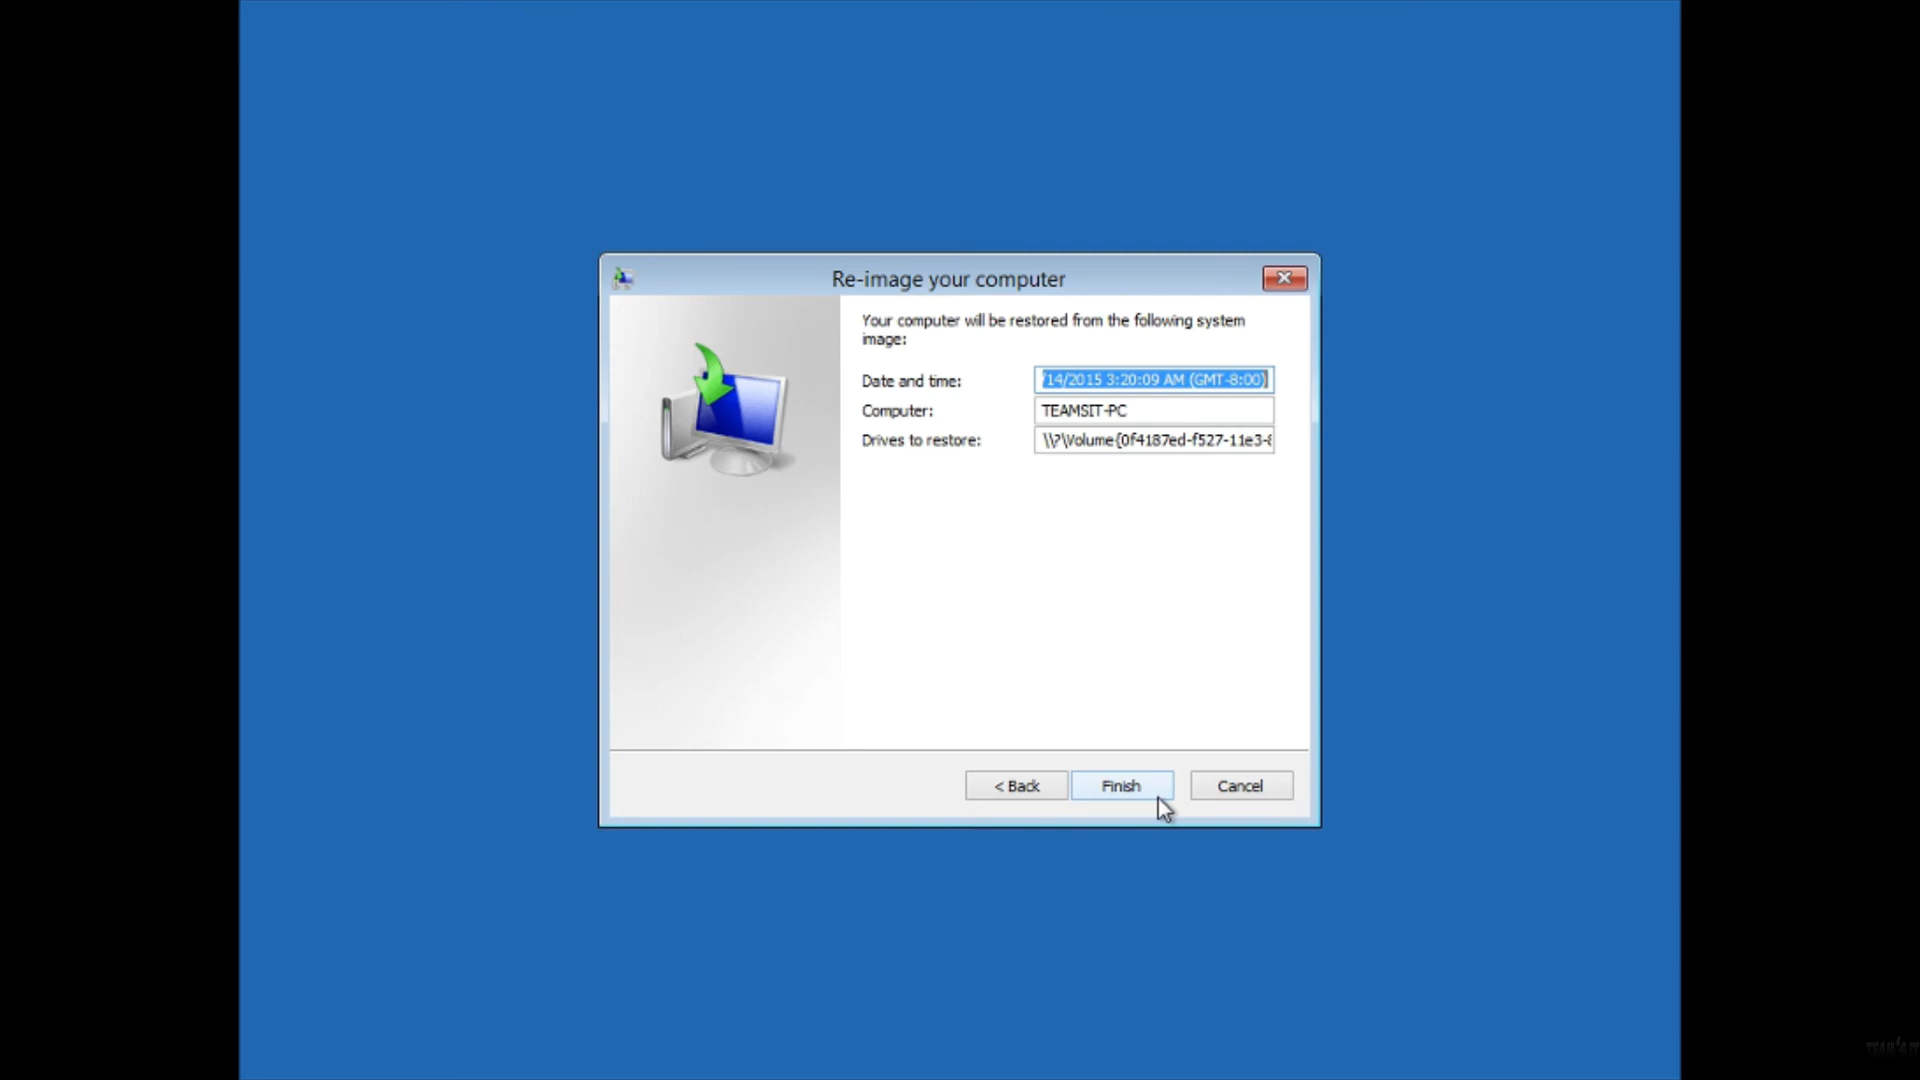 Re-image your computer
Your computer will be restored from the following system
image:
Date and time: /14/2015 3:20:09 AM (GMT-8:00)
Computer: TEAMSIT-PC
Drives to restore: \\?\Volume{0f4187ed-f527-11e3-
< Back Finish Cancel